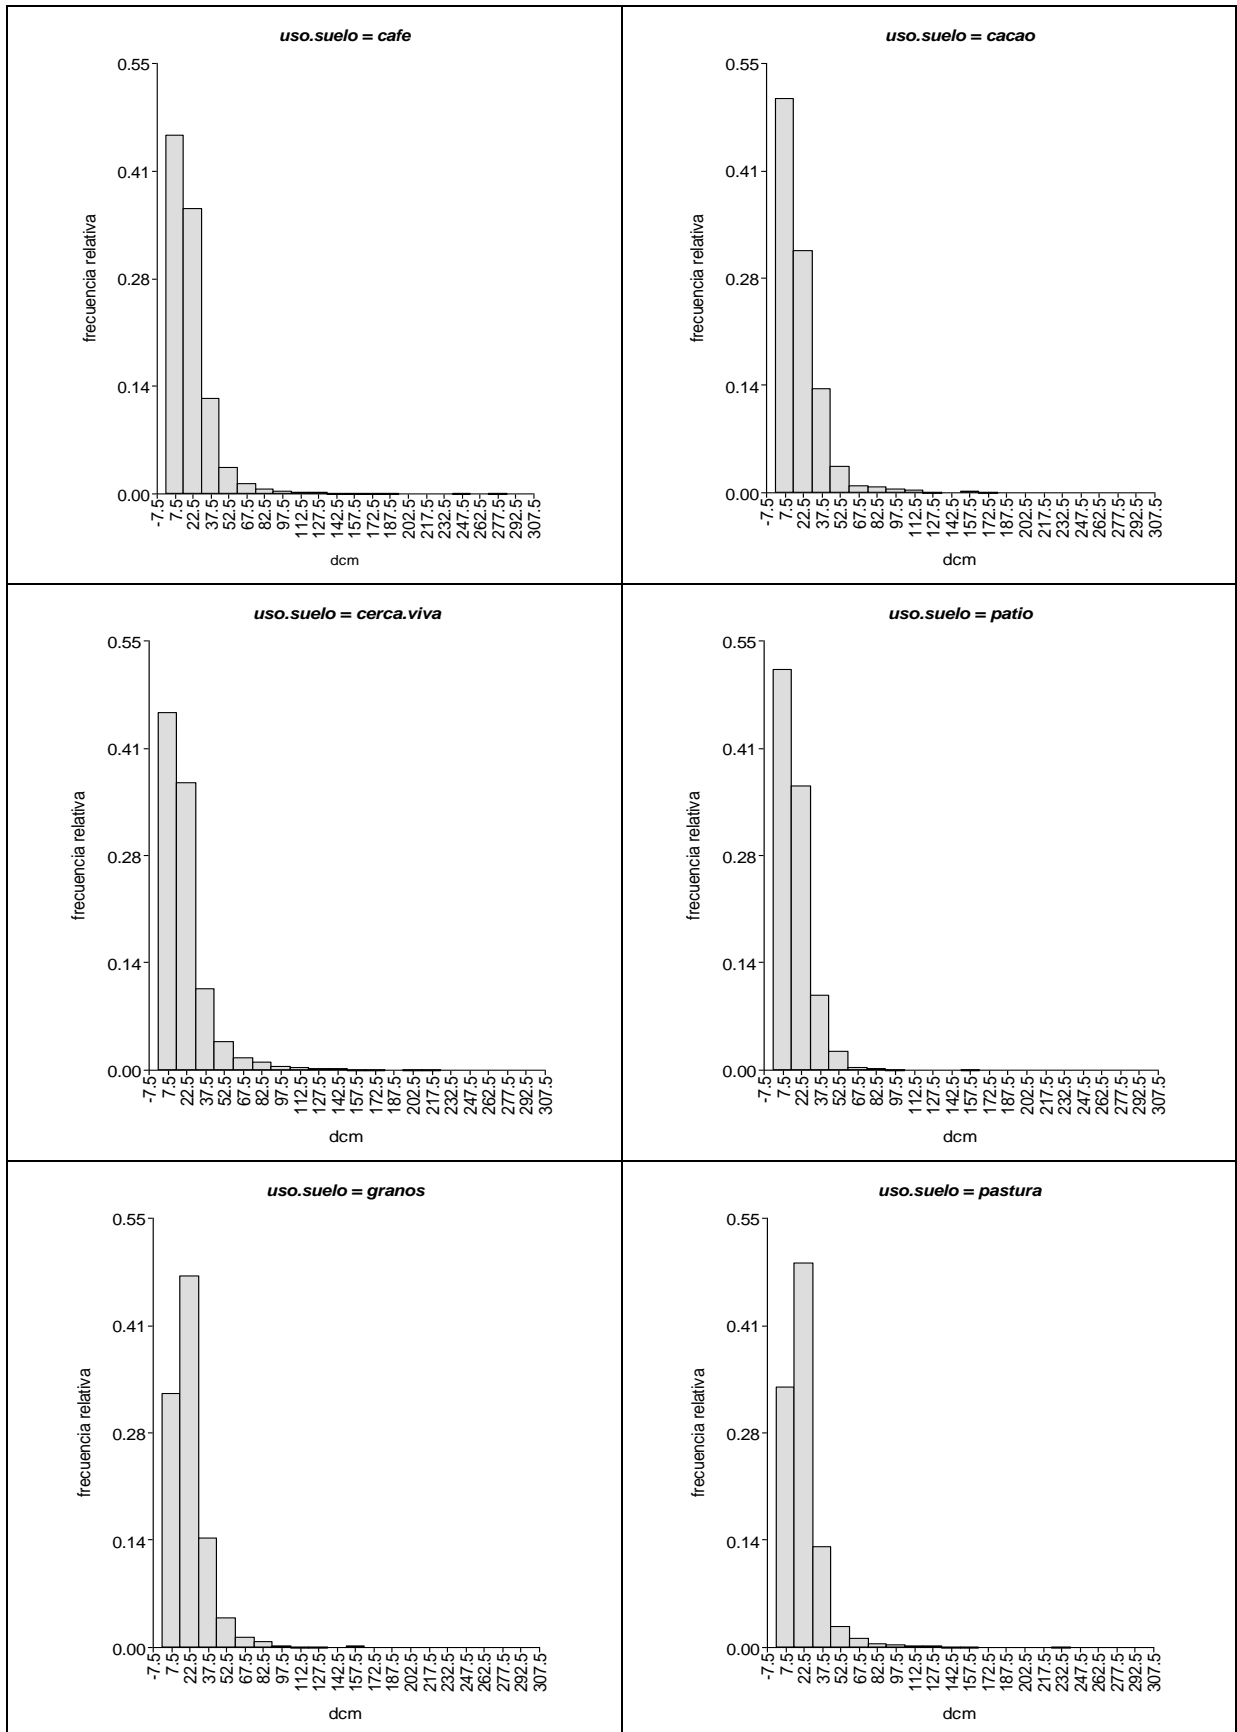 uso.suelo = cafe
0.55
0.41
0.28
0.14
0.00
frecuencia relativa
-7.5 7.5 22.5 37.5 52.5 67.5 82.5 97.5 112.5 127.5 142.5 157.5 172.5 187.5 202.5 217.5 232.5 247.5 262.5 277.5 292.5 307.5
dcm
uso.suelo = cacao
0.55
0.41
0.28
0.14
0.00
frecuencia relativa
-7.5 7.5 22.5 37.5 52.5 67.5 82.5 97.5 112.5 127.5 142.5 157.5 172.5 187.5 202.5 217.5 232.5 247.5 262.5 277.5 292.5 307.5
dcm
uso.suelo = cerca.viva
0.55
0.41
0.28
0.14
0.00
frecuencia relativa
-7.5 7.5 22.5 37.5 52.5 67.5 82.5 97.5 112.5 127.5 142.5 157.5 172.5 187.5 202.5 217.5 232.5 247.5 262.5 277.5 292.5 307.5
dcm
uso.suelo = patio
0.55
0.41
0.28
0.14
0.00
frecuencia relativa
-7.5 7.5 22.5 37.5 52.5 67.5 82.5 97.5 112.5 127.5 142.5 157.5 172.5 187.5 202.5 217.5 232.5 247.5 262.5 277.5 292.5 307.5
dcm
uso.suelo = granos
0.55
0.41
0.28
0.14
0.00
frecuencia relativa
-7.5 7.5 22.5 37.5 52.5 67.5 82.5 97.5 112.5 127.5 142.5 157.5 172.5 187.5 202.5 217.5 232.5 247.5 262.5 277.5 292.5 307.5
dcm
uso.suelo = pastura
0.55
0.41
0.28
0.14
0.00
frecuencia relativa
-7.5 7.5 22.5 37.5 52.5 67.5 82.5 97.5 112.5 127.5 142.5 157.5 172.5 187.5 202.5 217.5 232.5 247.5 262.5 277.5 292.5 307.5
dcm